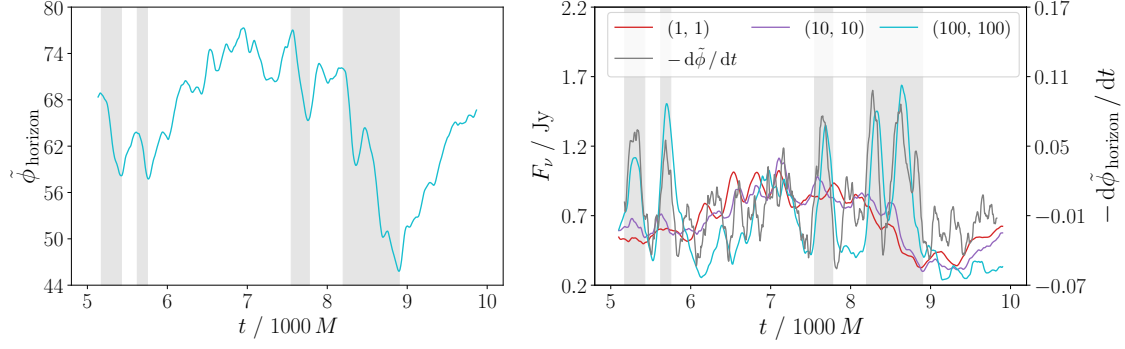 80
74
68
62
56
50
44
φ̃_horizon
5 6 7 8 9 10
t / 1000 M
(1, 1) (10, 10) (100, 100)
− dφ̃ / dt
2.2
1.7
1.2
0.7
0.2
F_ν / Jy
0.17
0.11
0.05
−0.01
−0.07
− dφ̃_horizon / dt
5 6 7 8 9 10
t / 1000 M